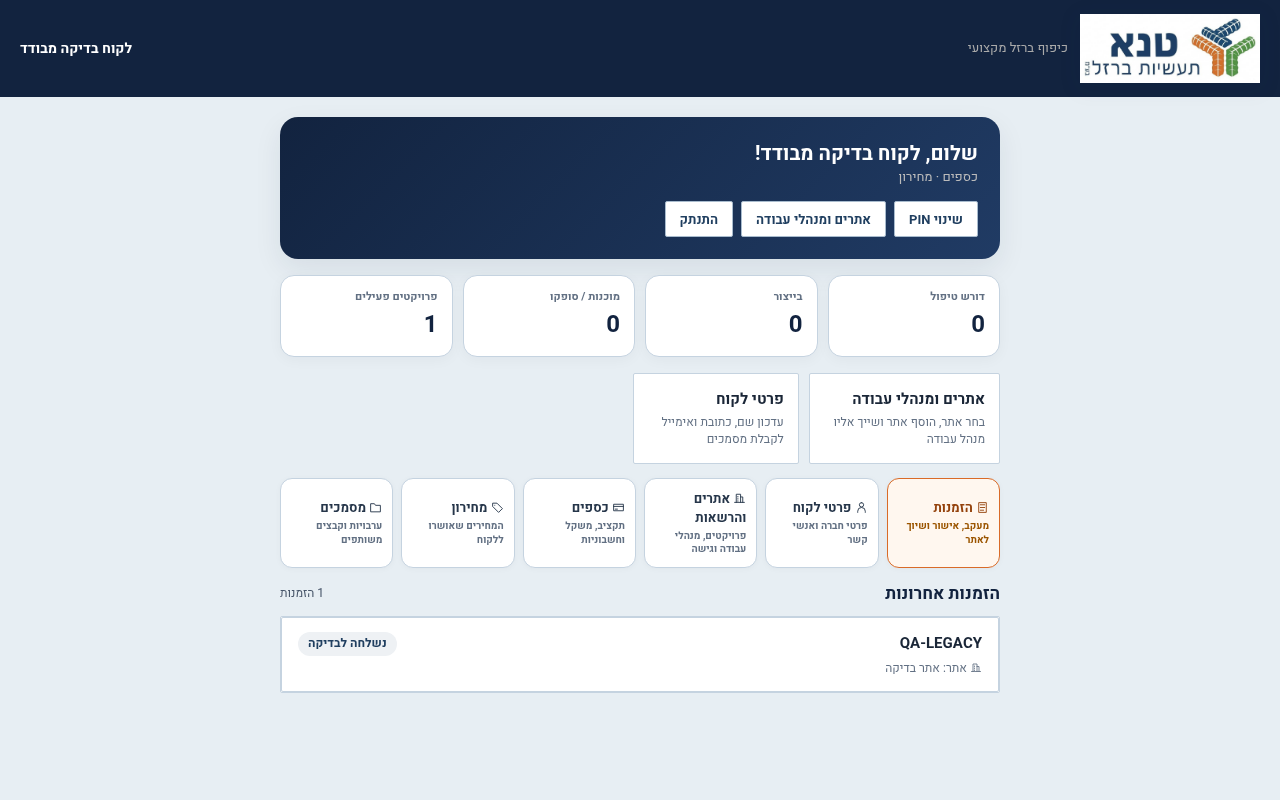 טנא
תעשיות ברזל
כיפוף ברזל מקצועי
לקוח בדיקה מבודד
שלום, לקוח בדיקה מבודד!
כספים · מחירון
שינוי PIN
אתרים ומנהלי עבודה
התנתק
דורש טיפול
0
בייצור
0
מוכנות / סופקו
0
פרויקטים פעילים
1
אתרים ומנהלי עבודה
בחר אתר, הוסף אתר ושייך אליו
מנהל עבודה
פרטי לקוח
עדכון שם, כתובת ואימייל
לקבלת מסמכים
הזמנות
מעקב, אישור ושיוך
לאתר
פרטי לקוח
פרטי חברה ואנשי
קשר
אתרים
והרשאות
פרויקטים, מנהלי
עבודה וגישה
כספים
תקציב, משקל
וחשבוניות
מחירון
המחירים שאושרו
ללקוח
מסמכים
ערבויות וקבצים
משותפים
הזמנות אחרונות
1 הזמנות
QA-LEGACY
נשלחה לבדיקה
אתר: אתר בדיקה